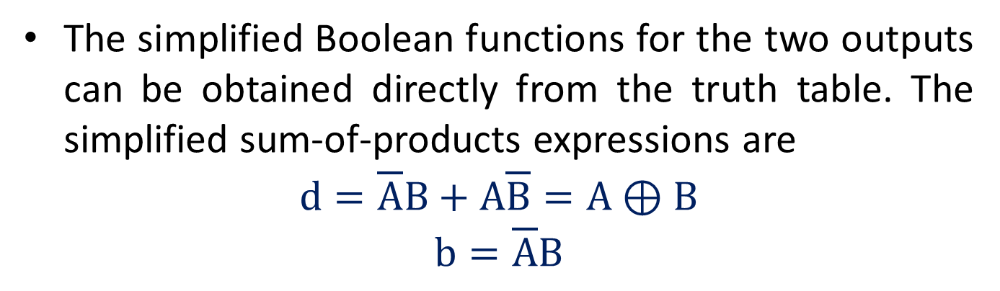 • The simplified Boolean functions for the two outputs
can be obtained directly from the truth table. The
simplified sum-of-products expressions are
d = A̅B + AB̅ = A ⊕ B
b = A̅B